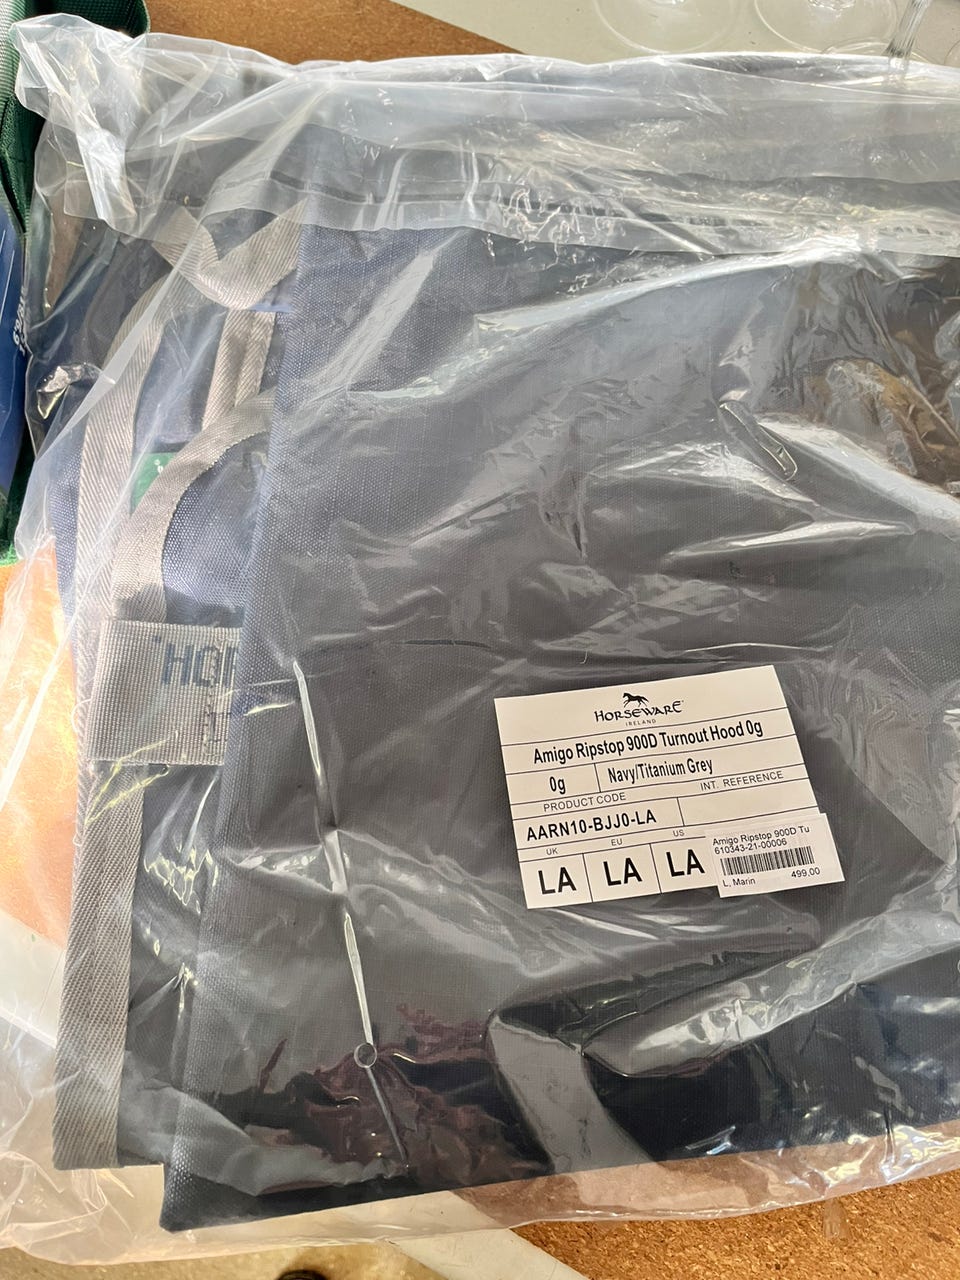 HORSEWARE
IRELAND
Amigo Ripstop 900D Turnout Hood 0g
0g Navy/Titanium Grey
PRODUCT CODE INT. REFERENCE
AARN10-BJJ0-LA
UK EU US
LA LA LA
Amigo Ripstop 900D Tu
610343-21-00006
L, Marin 499.00